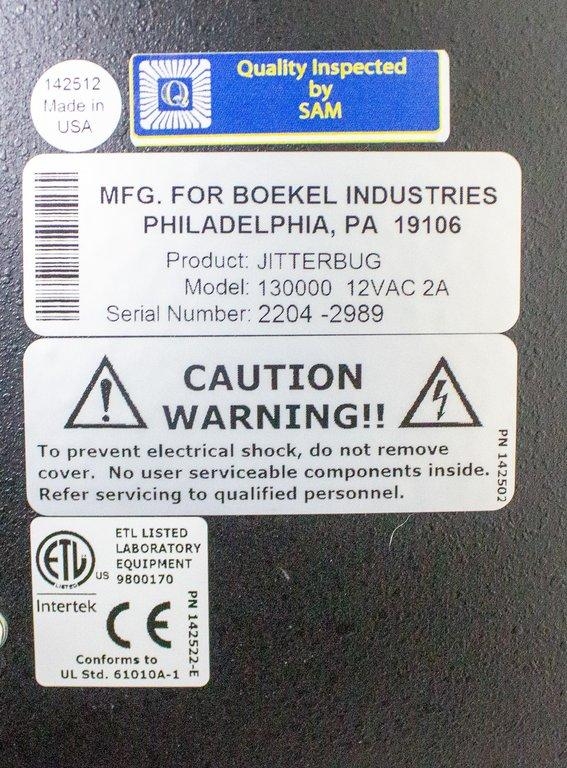 142512
Made in
USA
Q
Quality Inspected
by
SAM
MFG. FOR BOEKEL INDUSTRIES
PHILADELPHIA, PA 19106
Product: JITTERBUG
Model: 130000 12VAC 2A
Serial Number: 2204 -2989
CAUTION
WARNING!!
To prevent electrical shock, do not remove
cover. No user serviceable components inside.
Refer servicing to qualified personnel.
PN 142502
ETL
LISTED
US
Intertek
ETL LISTED
LABORATORY
EQUIPMENT
9800170
CE
Conforms to
UL Std. 61010A-1
PN 142522-E